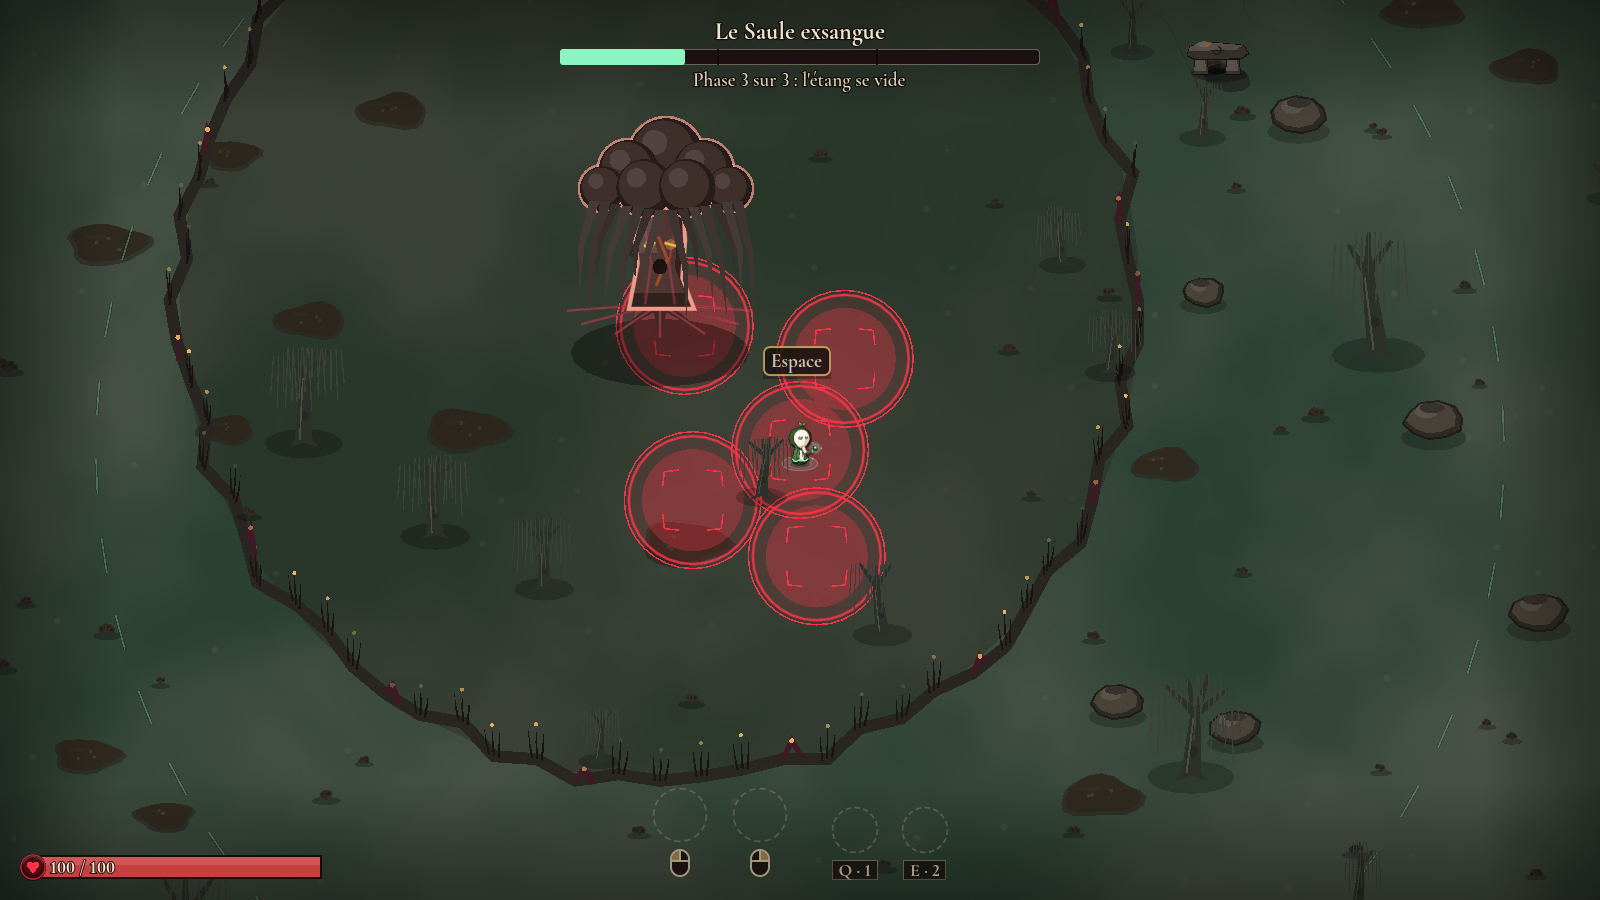 Le Saule exsangue
Phase 3 sur 3 : l'étang se vide
Espace
100 / 100
Q · 1
E · 2